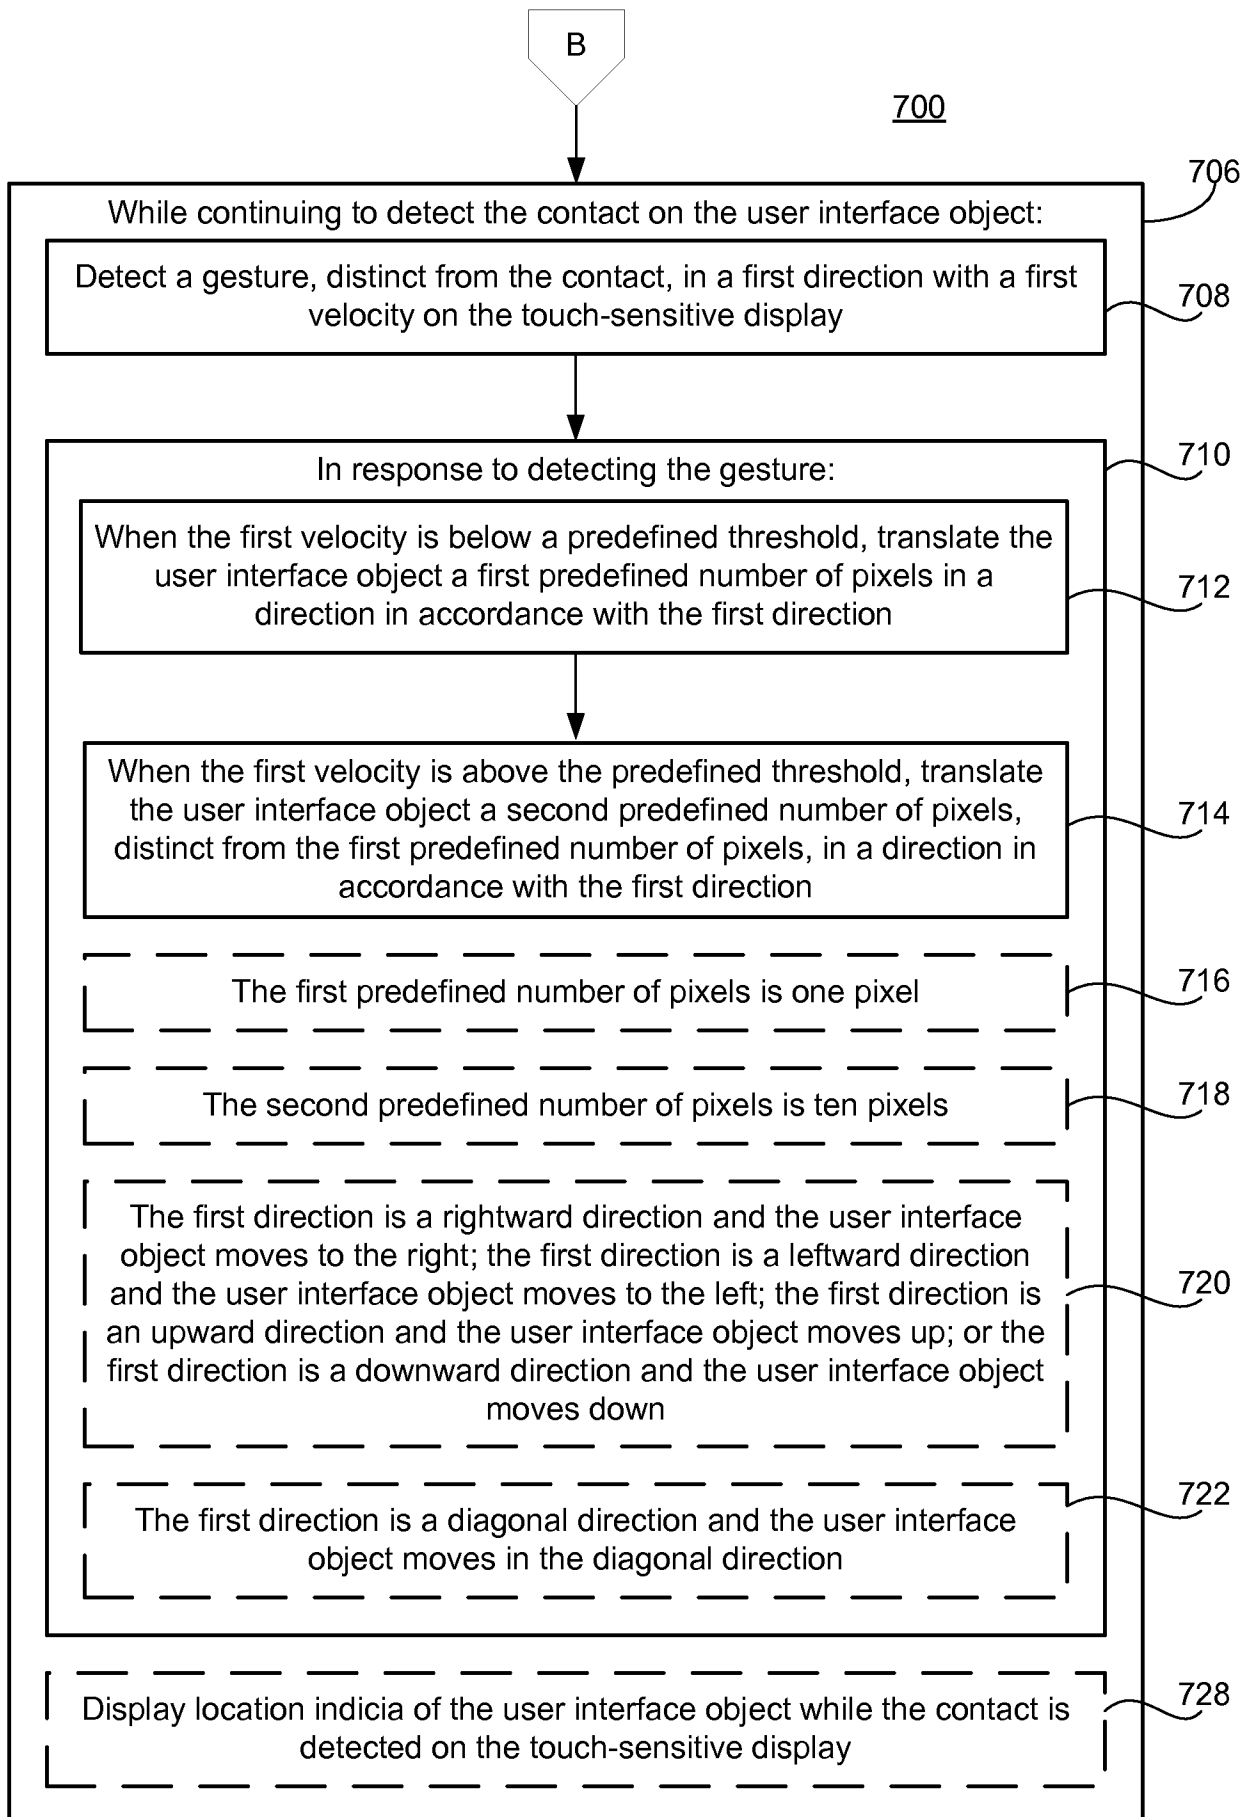 B
700
706
While continuing to detect the contact on the user interface object:
Detect a gesture, distinct from the contact, in a first direction with a first
velocity on the touch-sensitive display
708
In response to detecting the gesture:
710
When the first velocity is below a predefined threshold, translate the
user interface object a first predefined number of pixels in a
direction in accordance with the first direction
712
When the first velocity is above the predefined threshold, translate
the user interface object a second predefined number of pixels,
distinct from the first predefined number of pixels, in a direction in
accordance with the first direction
714
The first predefined number of pixels is one pixel
716
The second predefined number of pixels is ten pixels
718
The first direction is a rightward direction and the user interface
object moves to the right; the first direction is a leftward direction
and the user interface object moves to the left; the first direction is
an upward direction and the user interface object moves up; or the
first direction is a downward direction and the user interface object
moves down
720
The first direction is a diagonal direction and the user interface
object moves in the diagonal direction
722
Display location indicia of the user interface object while the contact is
detected on the touch-sensitive display
728